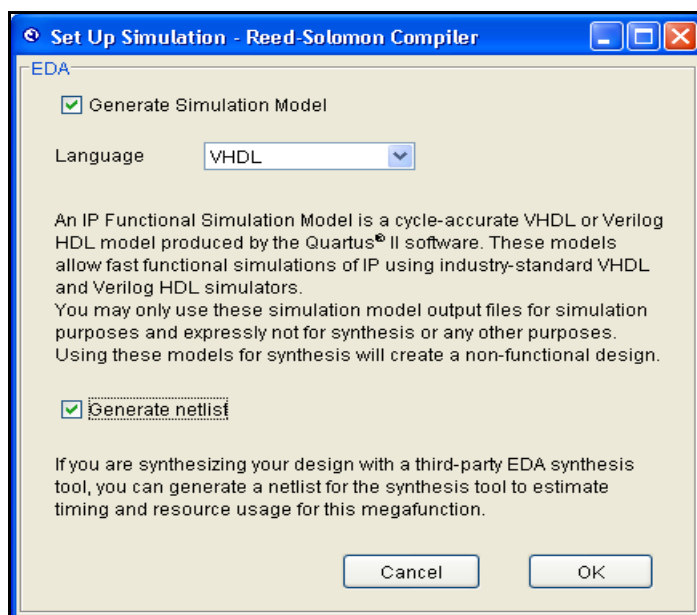 Set Up Simulation - Reed-Solomon Compiler
EDA
Generate Simulation Model
Language VHDL
An IP Functional Simulation Model is a cycle-accurate VHDL or Verilog
HDL model produced by the Quartus® II software. These models
allow fast functional simulations of IP using industry-standard VHDL
and Verilog HDL simulators.
You may only use these simulation model output files for simulation
purposes and expressly not for synthesis or any other purposes.
Using these models for synthesis will create a non-functional design.
Generate netlist
If you are synthesizing your design with a third-party EDA synthesis
tool, you can generate a netlist for the synthesis tool to estimate
timing and resource usage for this megafunction.
Cancel OK